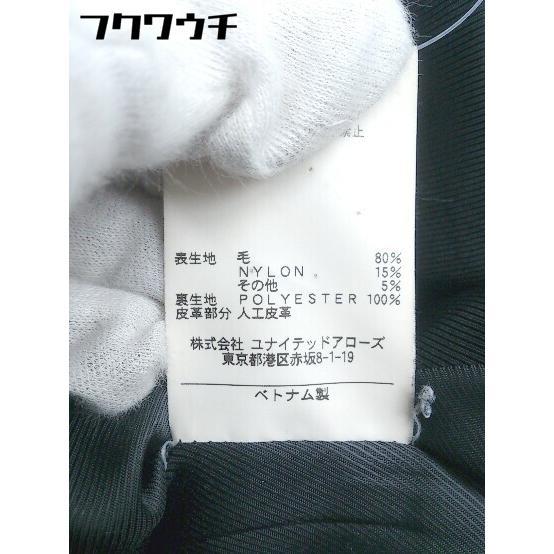 フクワウチ
禁止
表生地 毛 80%
NYLON 15%
その他 5%
裏生地 POLYESTER 100%
皮革部分 人工皮革
株式会社 ユナイテッドアローズ
東京都港区赤坂8-1-19
ベトナム製